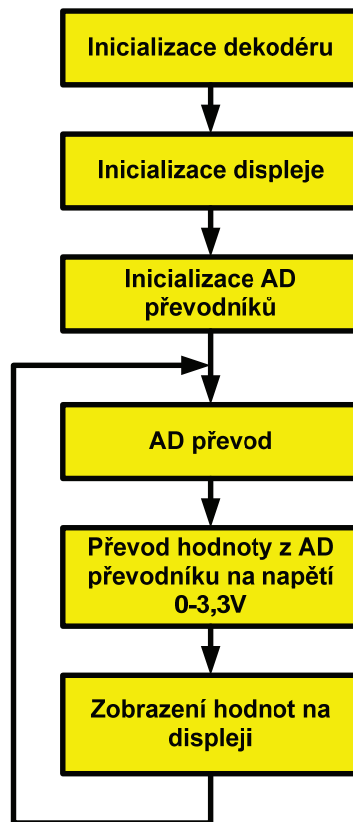 Inicializace dekodéru
Inicializace displeje
Inicializace AD
převodníků
AD převod
Převod hodnoty z AD
převodníku na napětí
0-3,3V
Zobrazení hodnot na
displeji